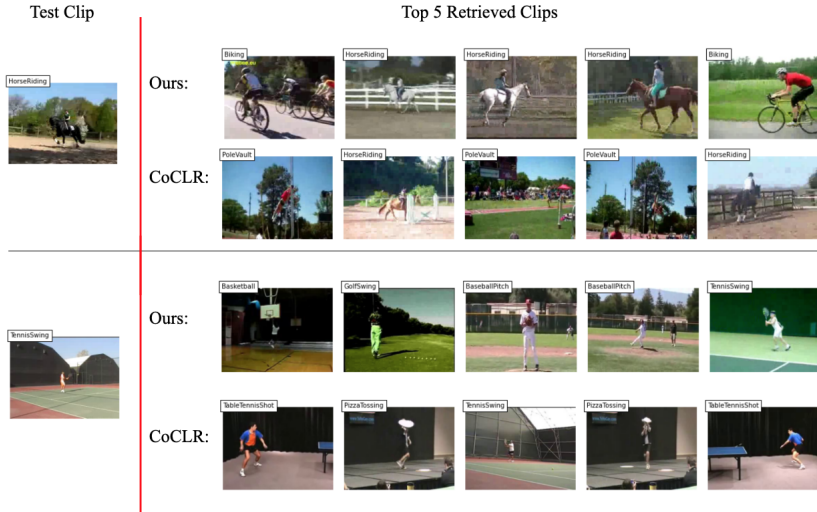 Test Clip
Top 5 Retrieved Clips
HorseRiding
Ours:
Biking
HorseRiding
HorseRiding
HorseRiding
Biking
CoCLR:
PoleVault
HorseRiding
PoleVault
PoleVault
HorseRiding
TennisSwing
Ours:
Basketball
GolfSwing
BaseballPitch
BaseballPitch
TennisSwing
CoCLR:
TableTennisShot
PizzaTossing
TennisSwing
PizzaTossing
TableTennisShot